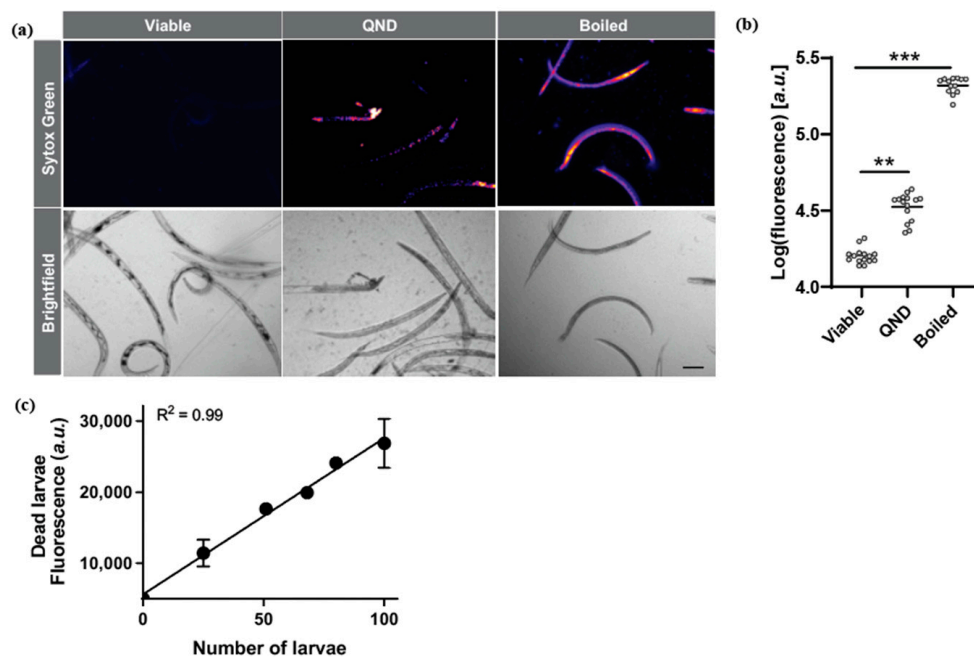 (a)
Viable
QND
Boiled
Sytox Green
Brightfield
(b)
Log(fluorescence) [a.u.]
5.5
5.0
4.5
4.0
***
**
Viable
QND
Boiled
(c)
R² = 0.99
Dead larvae
Fluorescence (a.u.)
30,000
20,000
10,000
0
50
100
Number of larvae